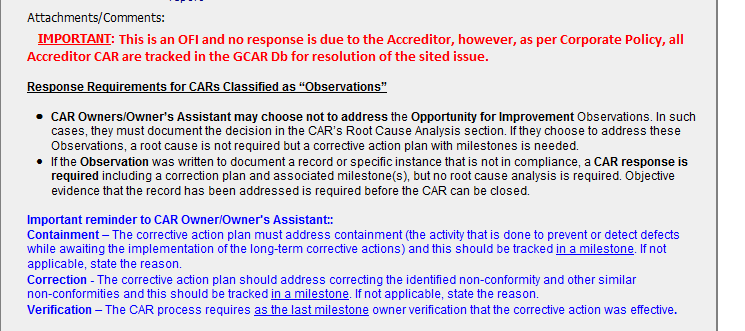 Attachments/Comments:
IMPORTANT: This is an OFI and no response is due to the Accreditor, however, as per Corporate Policy, all
Accreditor CAR are tracked in the GCAR Db for resolution of the sited issue.
Response Requirements for CARs Classified as “Observations”
● CAR Owners/Owner’s Assistant may choose not to address the Opportunity for Improvement Observations. In such
cases, they must document the decision in the CAR’s Root Cause Analysis section. If they choose to address these
Observations, a root cause is not required but a corrective action plan with milestones is needed.
● If the Observation was written to document a record or specific instance that is not in compliance, a CAR response is
required including a correction plan and associated milestone(s), but no root cause analysis is required. Objective
evidence that the record has been addressed is required before the CAR can be closed.
Important reminder to CAR Owner/Owner's Assistant::
Containment – The corrective action plan must address containment (the activity that is done to prevent or detect defects
while awaiting the implementation of the long-term corrective actions) and this should be tracked in a milestone. If not
applicable, state the reason.
Correction - The corrective action plan should address correcting the identified non-conformity and other similar
non-conformities and this should be tracked in a milestone. If not applicable, state the reason.
Verification – The CAR process requires as the last milestone owner verification that the corrective action was effective.